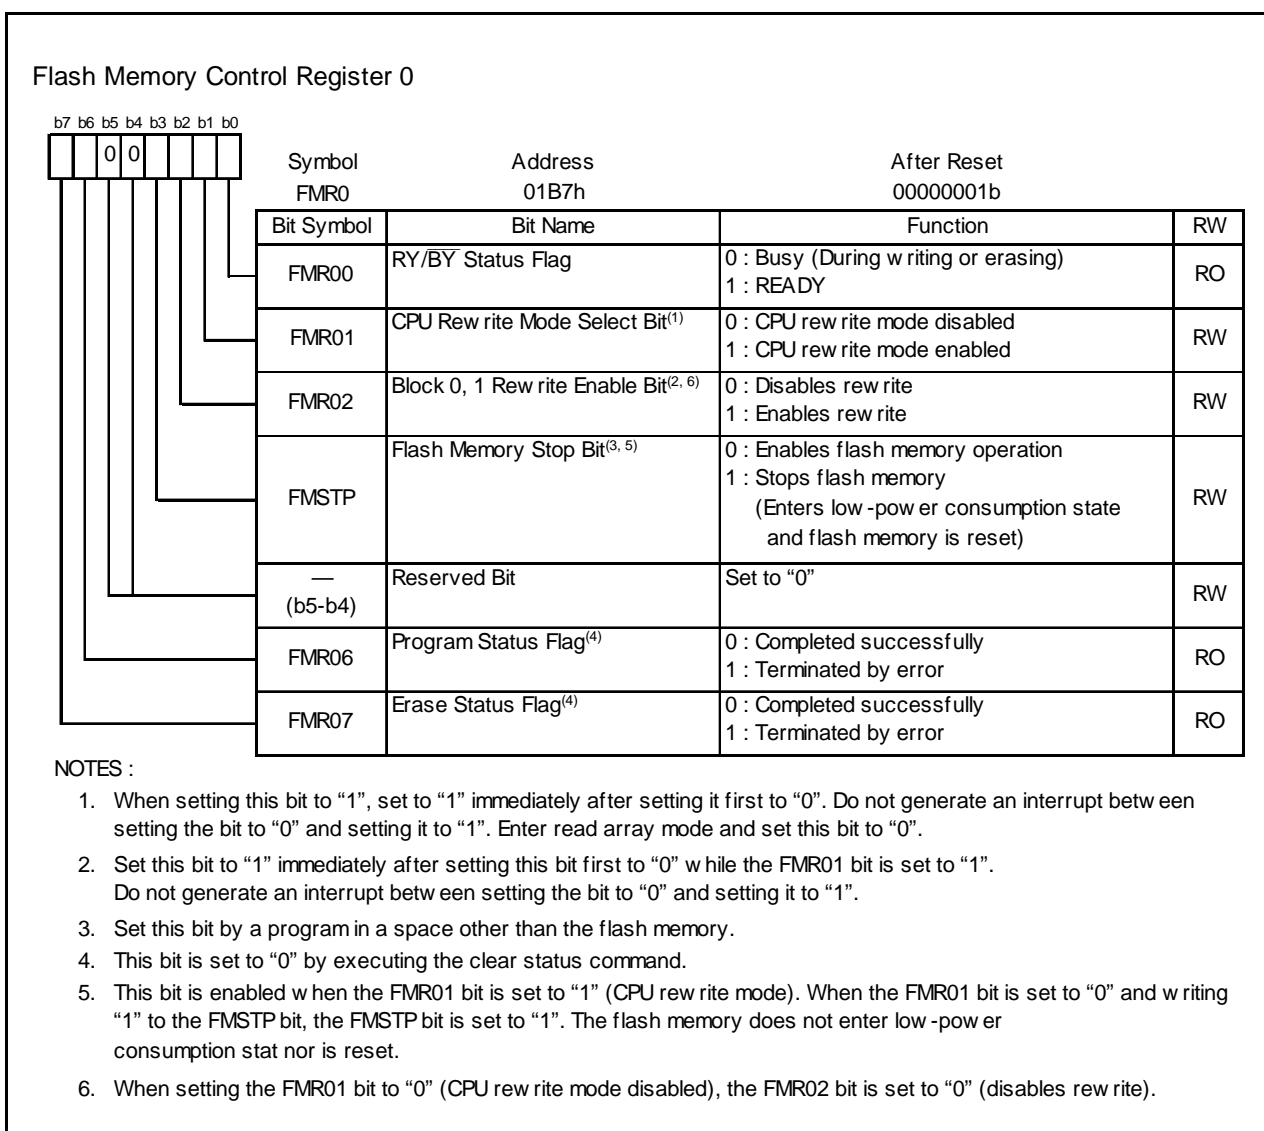 Flash Memory Control Register 0
b7 b6 b5 b4 b3 b2 b1 b0
0 0
Symbol Address After Reset
FMR0 01B7h 00000001b
Bit Symbol Bit Name Function RW
FMR00 RY/BY Status Flag 0 : Busy (During writing or erasing) RO
1 : READY
FMR01 CPU Rewrite Mode Select Bit(1) 0 : CPU rewrite mode disabled RW
1 : CPU rewrite mode enabled
FMR02 Block 0, 1 Rewrite Enable Bit(2, 6) 0 : Disables rewrite RW
1 : Enables rewrite
FMSTP Flash Memory Stop Bit(3, 5) 0 : Enables flash memory operation RW
1 : Stops flash memory
(Enters low-power consumption state
and flash memory is reset)
— Reserved Bit Set to “0” RW
(b5-b4)
FMR06 Program Status Flag(4) 0 : Completed successfully RO
1 : Terminated by error
FMR07 Erase Status Flag(4) 0 : Completed successfully RO
1 : Terminated by error
NOTES :
1. When setting this bit to “1”, set to “1” immediately after setting it first to “0”. Do not generate an interrupt between
setting the bit to “0” and setting it to “1”. Enter read array mode and set this bit to “0”.
2. Set this bit to “1” immediately after setting this bit first to “0” while the FMR01 bit is set to “1”.
Do not generate an interrupt between setting the bit to “0” and setting it to “1”.
3. Set this bit by a program in a space other than the flash memory.
4. This bit is set to “0” by executing the clear status command.
5. This bit is enabled when the FMR01 bit is set to “1” (CPU rewrite mode). When the FMR01 bit is set to “0” and writing
“1” to the FMSTP bit, the FMSTP bit is set to “1”. The flash memory does not enter low-power
consumption stat nor is reset.
6. When setting the FMR01 bit to “0” (CPU rewrite mode disabled), the FMR02 bit is set to “0” (disables rewrite).